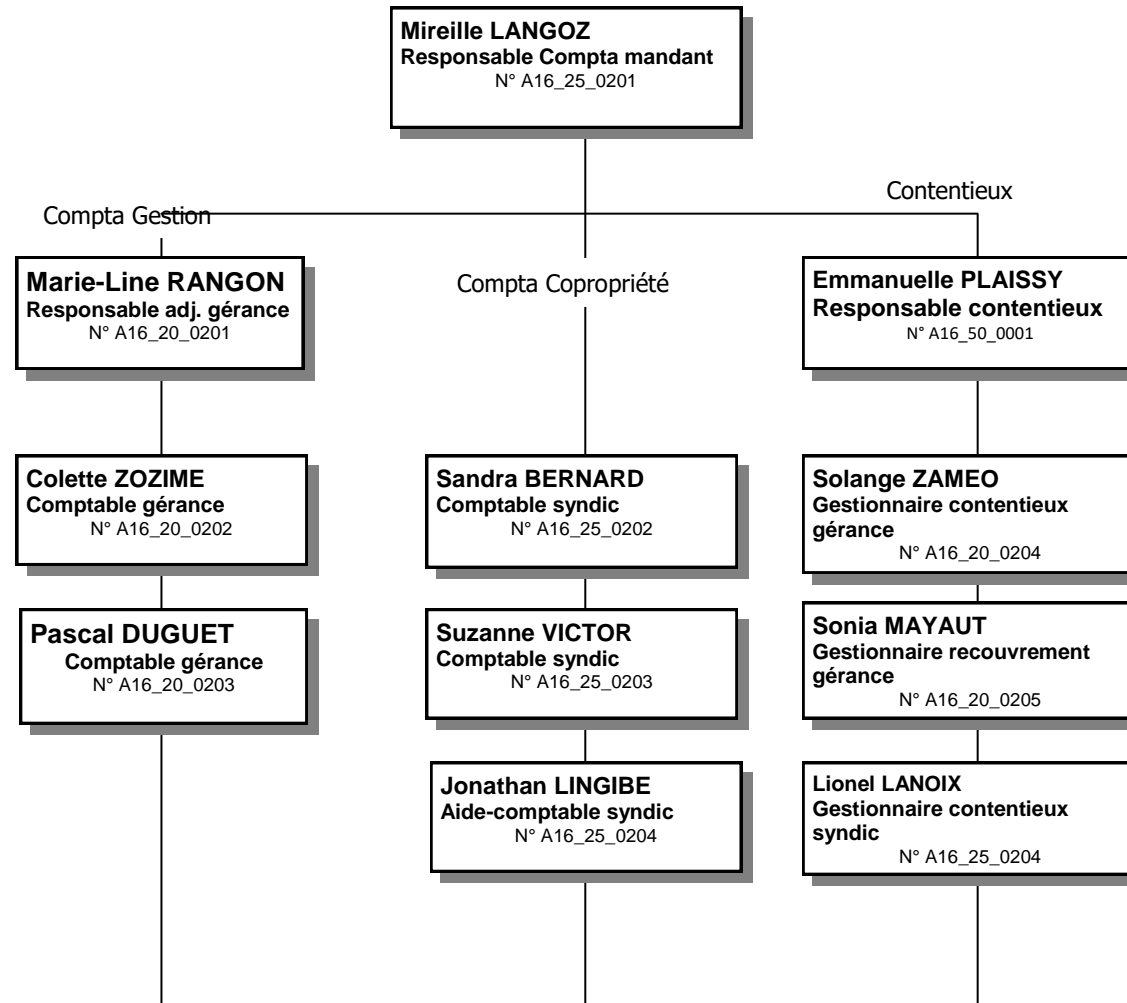 Mireille LANGOZ
Responsable Compta mandant
N° A16_25_0201
Compta Gestion
Marie-Line RANGON
Responsable adj. gérance
N° A16_20_0201
Colette ZOZIME
Comptable gérance
N° A16_20_0202
Pascal DUGUET
Comptable gérance
N° A16_20_0203
Compta Copropriété
Sandra BERNARD
Comptable syndic
N° A16_25_0202
Suzanne VICTOR
Comptable syndic
N° A16_25_0203
Jonathan LINGIBE
Aide-comptable syndic
N° A16_25_0204
Contentieux
Emmanuelle PLAISSY
Responsable contentieux
N° A16_50_0001
Solange ZAMEO
Gestionnaire contentieux
gérance
N° A16_20_0204
Sonia MAYAUT
Gestionnaire recouvrement
gérance
N° A16_20_0205
Lionel LANOIX
Gestionnaire contentieux
syndic
N° A16_25_0204